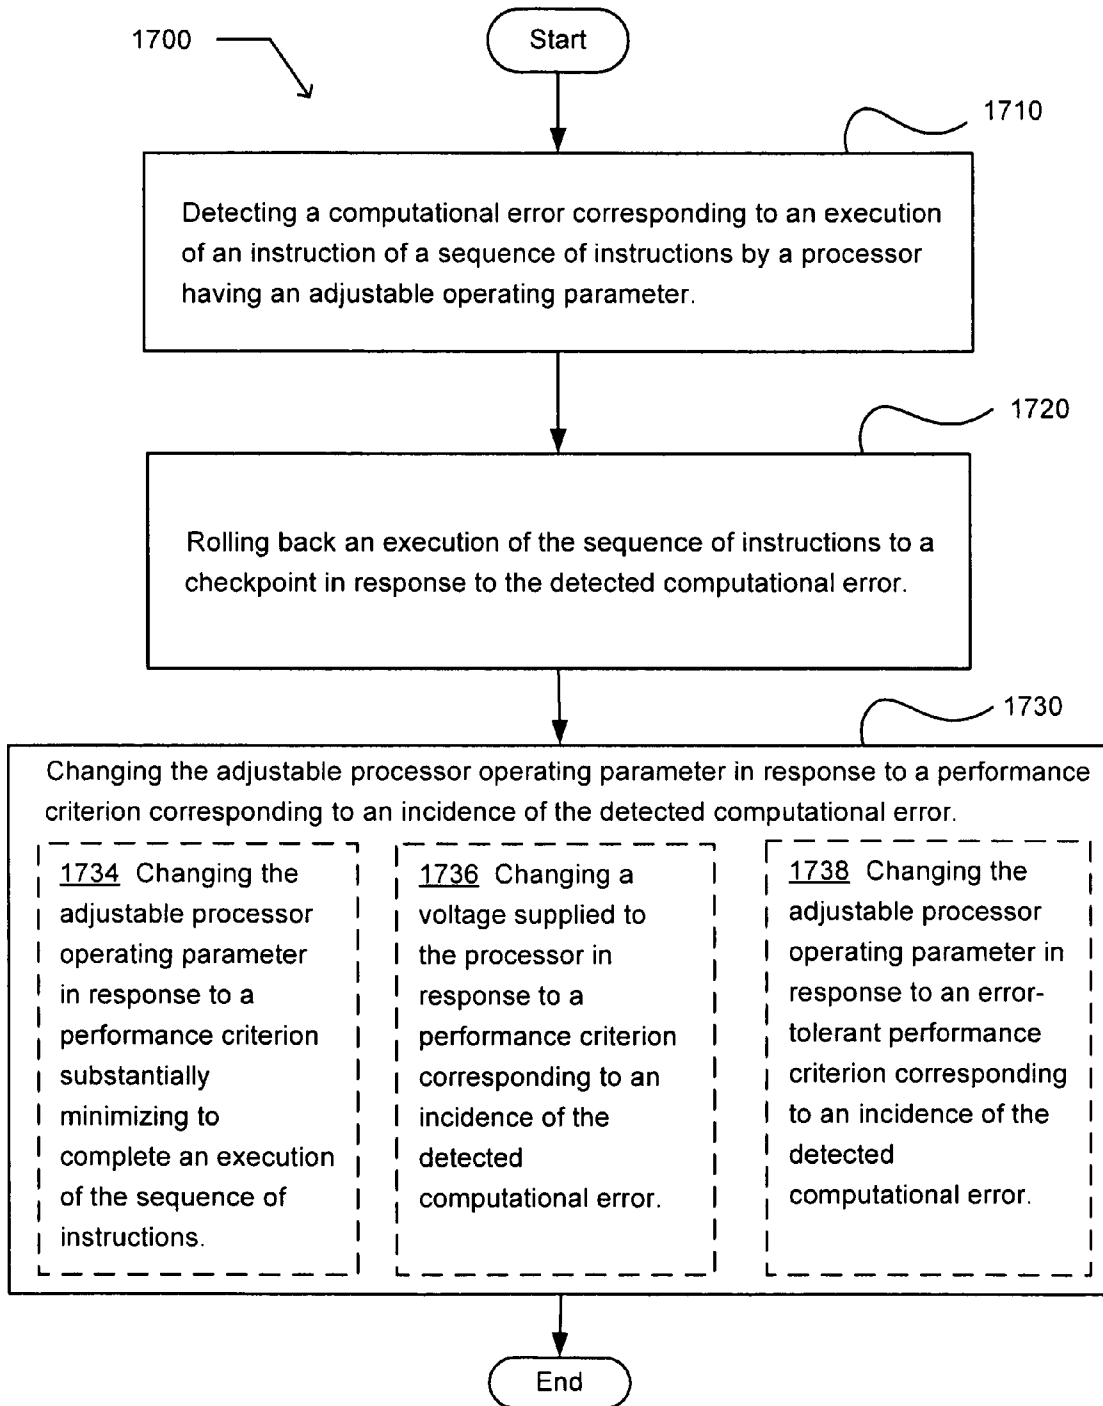 1700
Start
1710
Detecting a computational error corresponding to an execution
of an instruction of a sequence of instructions by a processor
having an adjustable operating parameter.
1720
Rolling back an execution of the sequence of instructions to a
checkpoint in response to the detected computational error.
1730
Changing the adjustable processor operating parameter in response to a performance
criterion corresponding to an incidence of the detected computational error.
1734 Changing the
adjustable processor
operating parameter
in response to a
performance criterion
substantially
minimizing to
complete an execution
of the sequence of
instructions.
1736 Changing a
voltage supplied to
the processor in
response to a
performance criterion
corresponding to an
incidence of the
detected
computational error.
1738 Changing the
adjustable processor
operating parameter in
response to an error-
tolerant performance
criterion corresponding
to an incidence of the
detected
computational error.
End